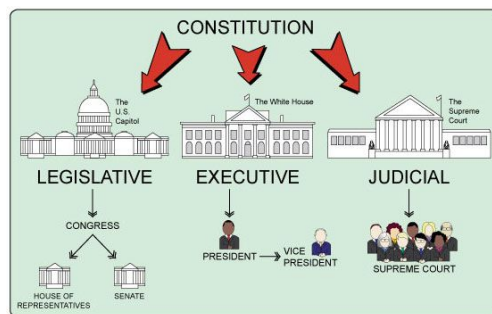 CONSTITUTION
The
U.S.
Capitol
The White House
The
Supreme
Court
LEGISLATIVE
EXECUTIVE
JUDICIAL
CONGRESS
PRESIDENT
VICE
PRESIDENT
SUPREME COURT
HOUSE OF
REPRESENTATIVES
SENATE